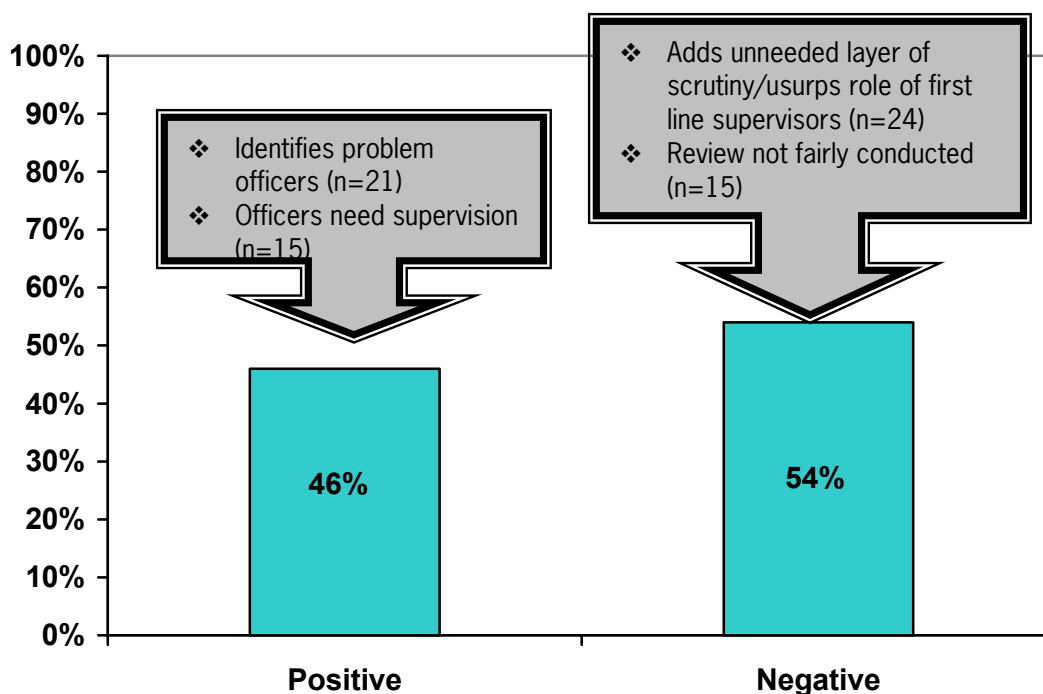 100%
90%
80%
70%
60%
50%
40%
30%
20%
10%
0%
❖ Identifies problem
officers (n=21)
❖ Officers need supervision
(n=15)
❖ Adds unneeded layer of
scrutiny/usurps role of first
line supervisors (n=24)
❖ Review not fairly conducted
(n=15)
46%
54%
Positive
Negative